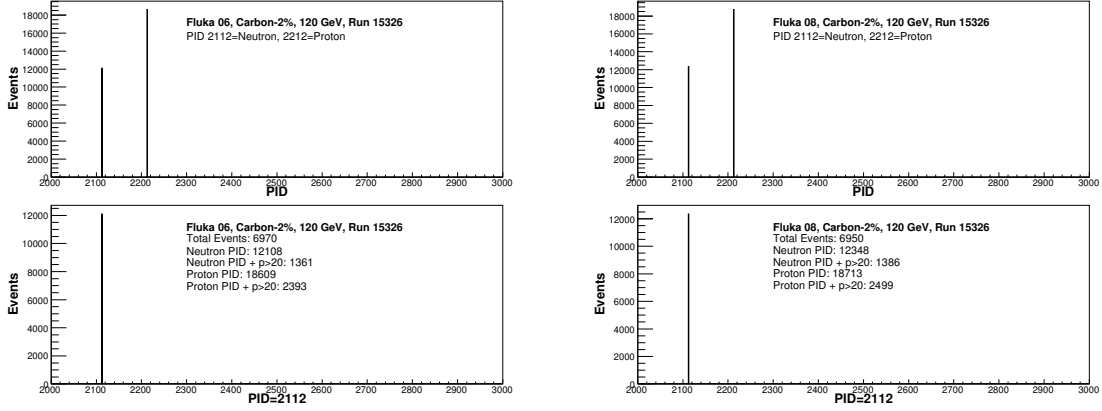 Fluka 06, Carbon-2%, 120 GeV, Run 15326
PID 2112=Neutron, 2212=Proton
Events
18000
16000
14000
12000
10000
8000
6000
4000
2000
0
2000 2100 2200 2300 2400 2500 2600 2700 2800 2900 3000
PID
Fluka 08, Carbon-2%, 120 GeV, Run 15326
PID 2112=Neutron, 2212=Proton
Events
18000
16000
14000
12000
10000
8000
6000
4000
2000
0
2000 2100 2200 2300 2400 2500 2600 2700 2800 2900 3000
PID
Fluka 06, Carbon-2%, 120 GeV, Run 15326
Total Events: 6970
Neutron PID: 12108
Neutron PID + p>20: 1361
Proton PID: 18609
Proton PID + p>20: 2393
Events
12000
10000
8000
6000
4000
2000
0
2000 2100 2200 2300 2400 2500 2600 2700 2800 2900 3000
PID=2112
Fluka 08, Carbon-2%, 120 GeV, Run 15326
Total Events: 6950
Neutron PID: 12348
Neutron PID + p>20: 1386
Proton PID: 18713
Proton PID + p>20: 2499
Events
12000
10000
8000
6000
4000
2000
0
2000 2100 2200 2300 2400 2500 2600 2700 2800 2900 3000
PID=2112